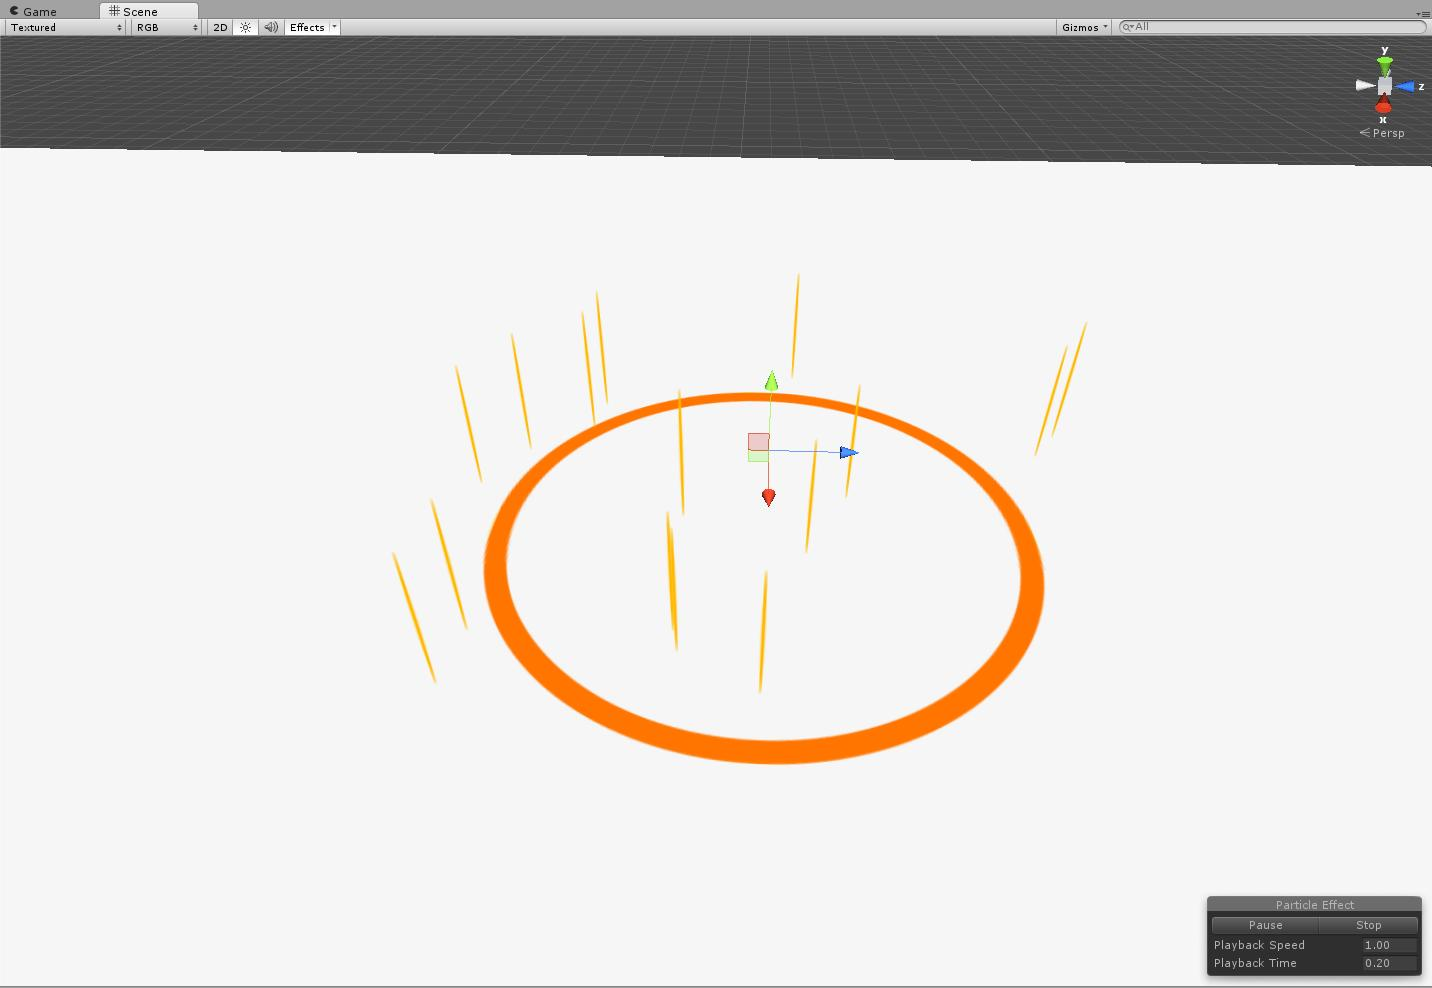 Game Scene
Textured RGB 2D Effects Gizmos All
y
z
x
Persp
Particle Effect
Pause Stop
Playback Speed 1.00
Playback Time 0.20